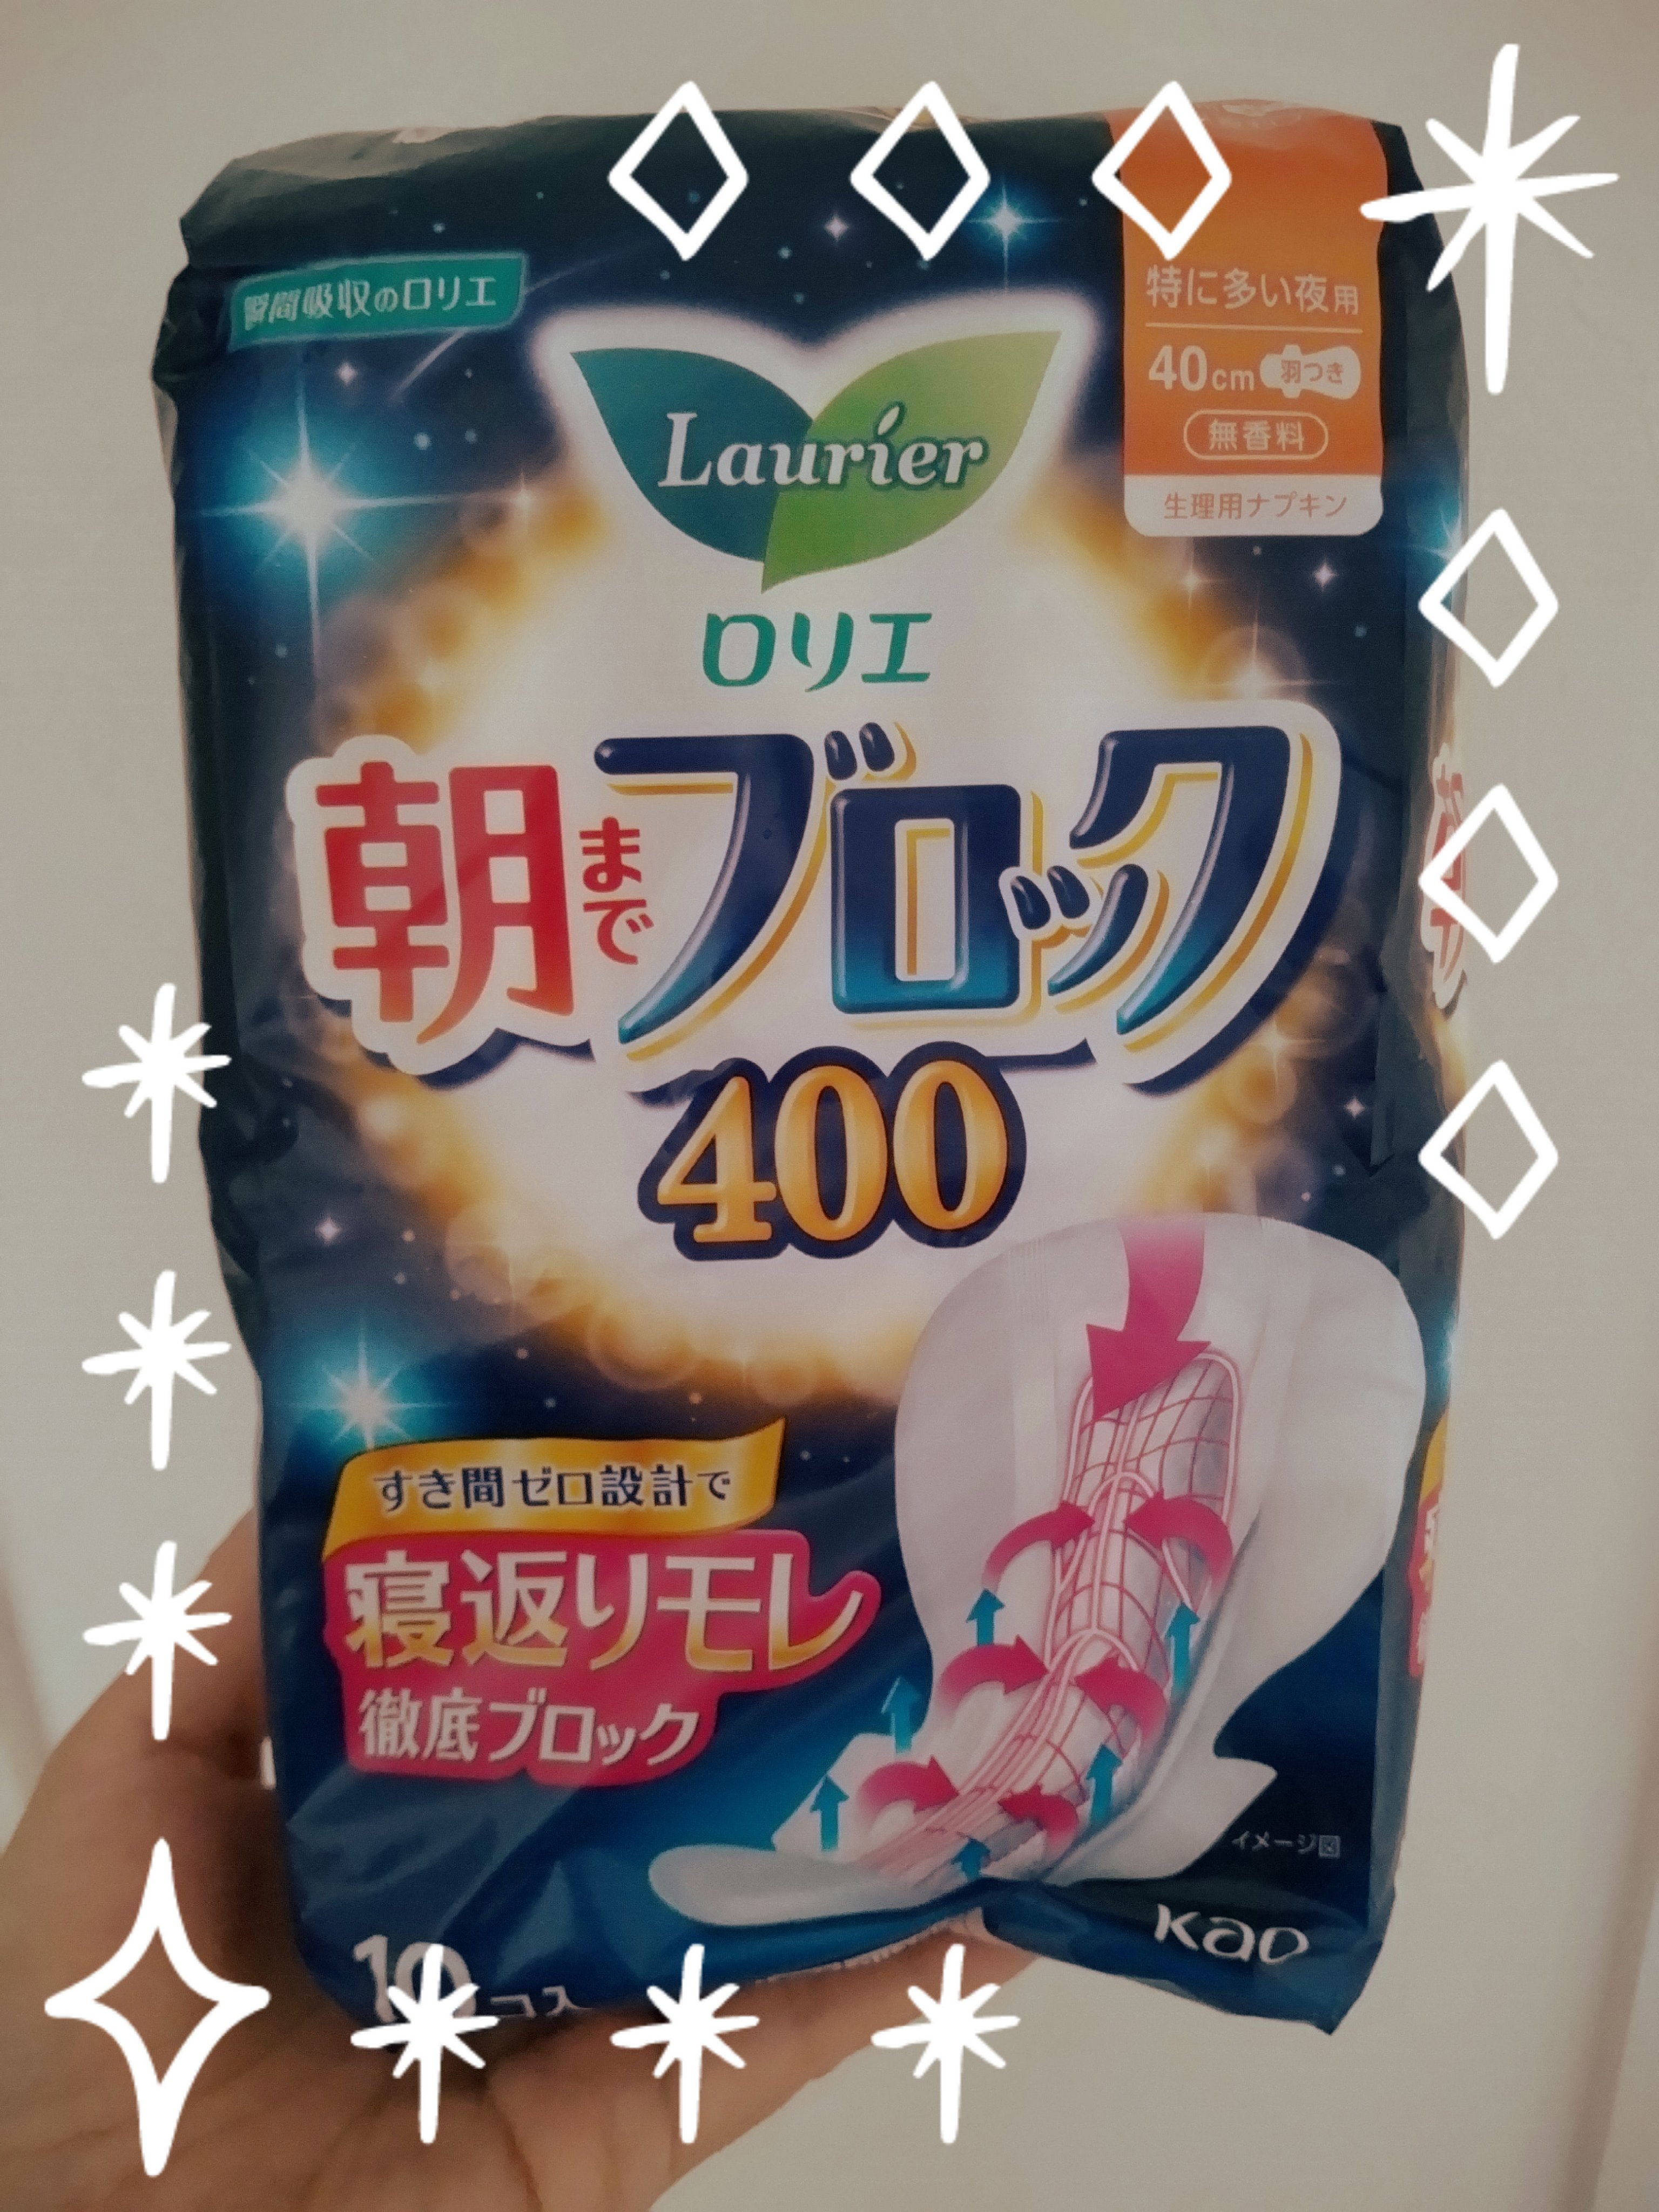 瞬間吸収のロリエ
特に多い夜用
40cm 羽つき
無香料
生理用ナプキン
Laurier
ロリエ
朝までブロック
400
すき間ゼロ設計で
寝返りモレ
徹底ブロック
イメージ図
Kao
コ入